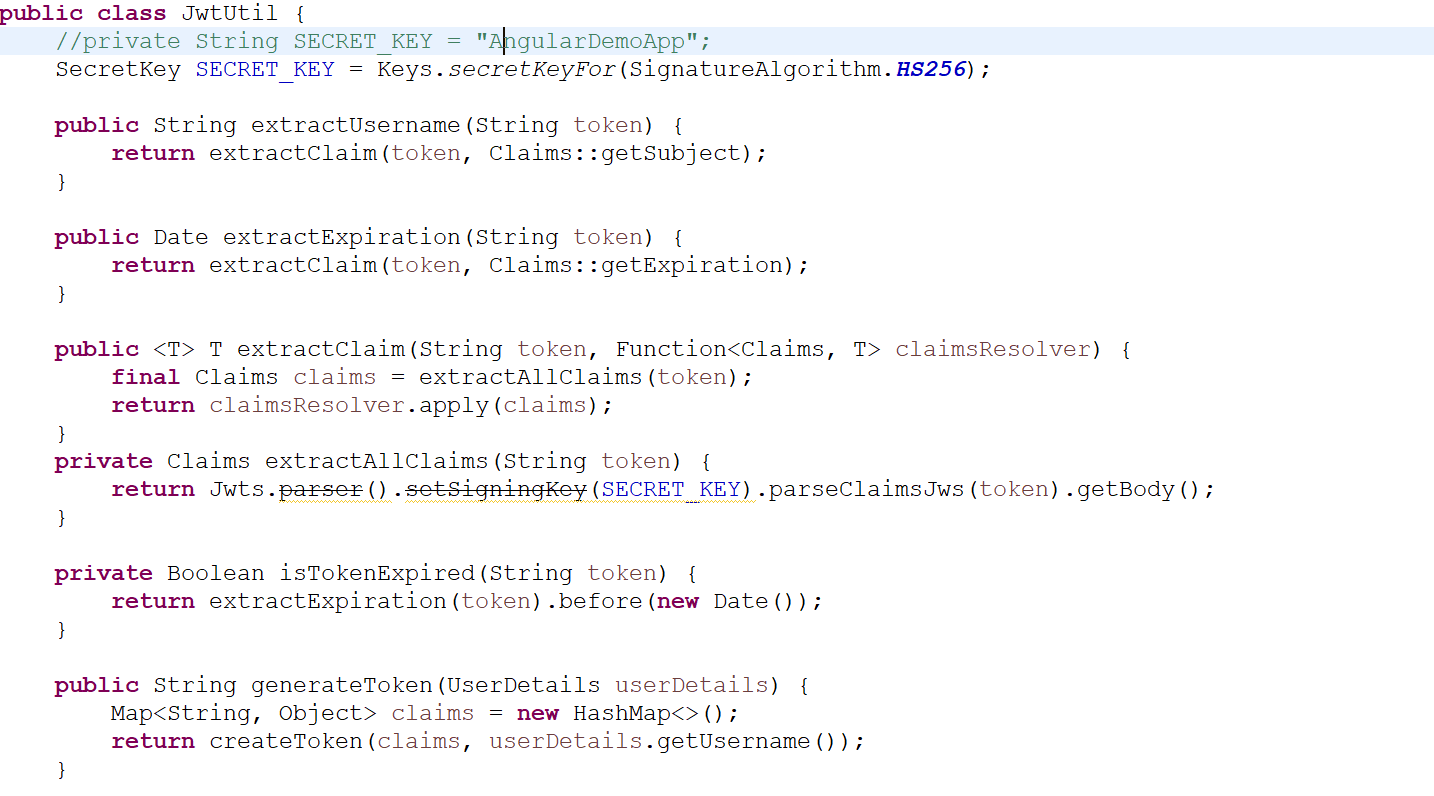 public class JwtUtil {
//private String SECRET_KEY = "AngularDemoApp";
SecretKey SECRET_KEY = Keys.secretKeyFor(SignatureAlgorithm.HS256);
public String extractUsername(String token) {
return extractClaim(token, Claims::getSubject);
}
public Date extractExpiration(String token) {
return extractClaim(token, Claims::getExpiration);
}
public <T> T extractClaim(String token, Function<Claims, T> claimsResolver) {
final Claims claims = extractAllClaims(token);
return claimsResolver.apply(claims);
}
private Claims extractAllClaims(String token) {
return Jwts.parser().setSigningKey(SECRET_KEY).parseClaimsJws(token).getBody();
}
private Boolean isTokenExpired(String token) {
return extractExpiration(token).before(new Date());
}
public String generateToken(UserDetails userDetails) {
Map<String, Object> claims = new HashMap<>();
return createToken(claims, userDetails.getUsername());
}